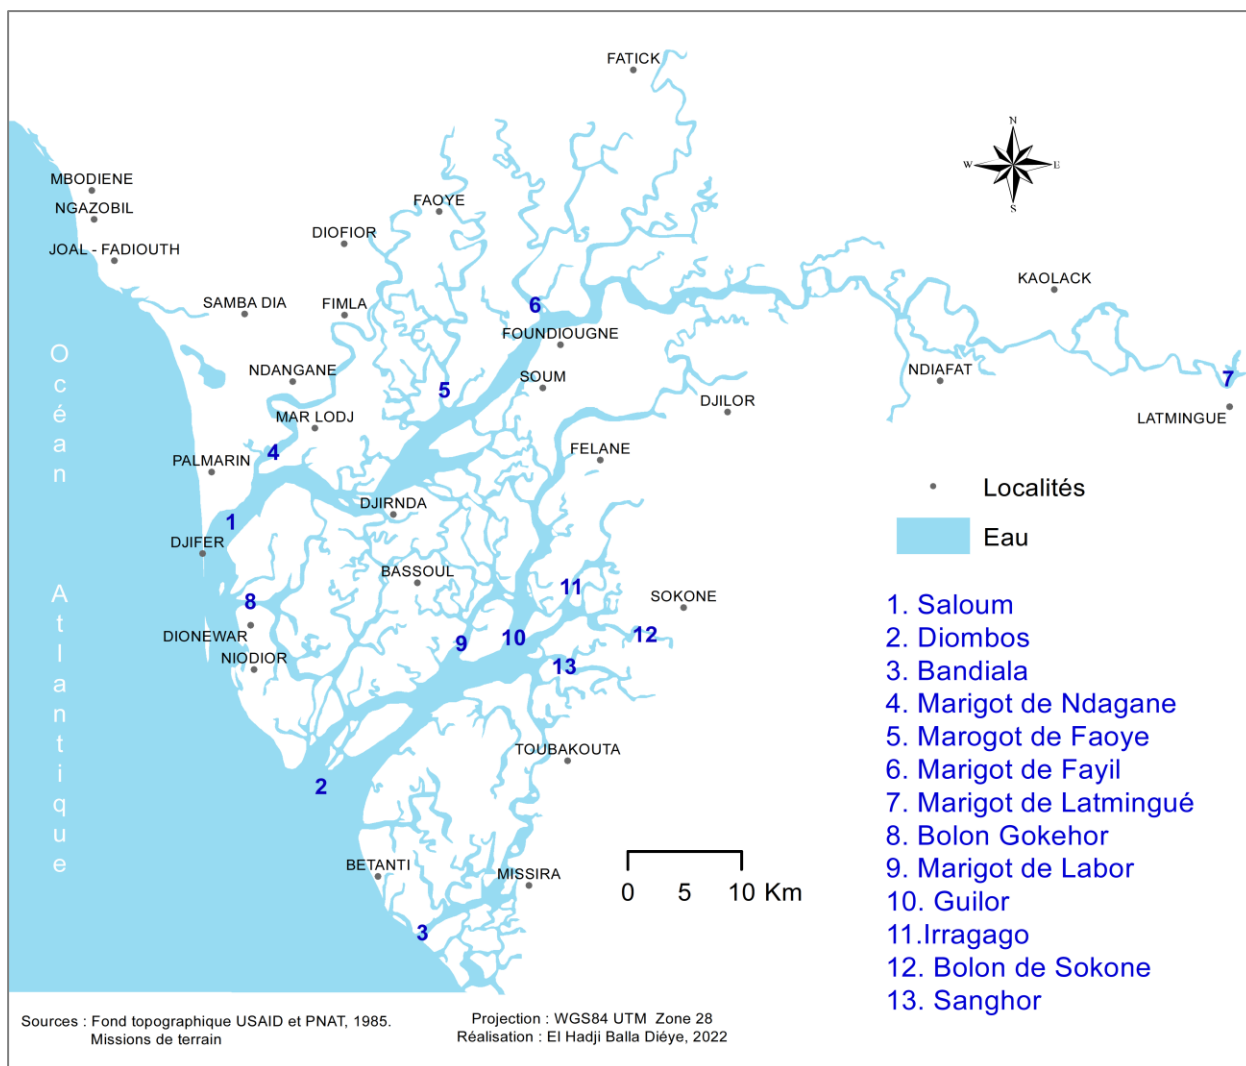 FATICK
N
W
E
S
MBODIENE
NGAZOBIL
FAOYE
DIOFIOR
JOAL - FADIOUTH
KAOLACK
SAMBA DIA
FIMLA
6
FOUNDIOUGNE
NDANGANE
SOUM
NDIAFAT
7
5
DJILOR
MAR LODJ
LATMINGUE
4
FELANE
PALMARIN
DJIRNDA
1
DJIFER
BASSOUL
11
SOKONE
8
DIONEWAR
9
10
12
NIODIOR
13
TOUBAKOUTA
2
BETANTI
MISSIRA
3
Océan
Atlantique
Localités
Eau
1. Saloum
2. Diombos
3. Bandiala
4. Marigot de Ndagane
5. Marogot de Faoye
6. Marigot de Fayil
7. Marigot de Latmingué
8. Bolon Gokehor
9. Marigot de Labor
10. Guilor
11.Irragago
12. Bolon de Sokone
13. Sanghor
0 5 10 Km
Sources : Fond topographique USAID et PNAT, 1985.
Missions de terrain
Projection : WGS84 UTM Zone 28
Réalisation : El Hadji Balla Diéye, 2022